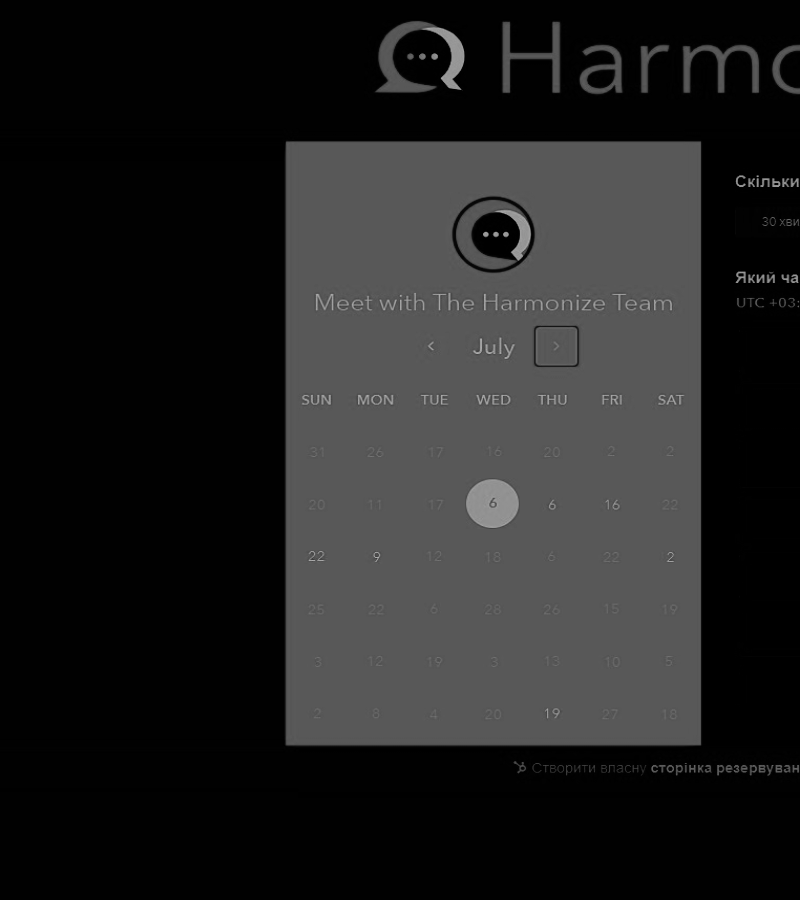 Harmo
Скільки
30 хви
Meet with The Harmonize Team
Який ча
UTC +03:
July
SUN MON TUE WED THU FRI SAT
31 26 17 16 20 2 2
20 11 17 6 6 16 22
22 9 12 18 6 22 2
25 22 6 28 26 15 19
3 12 19 3 13 10 5
2 8 4 20 19 27 18
Створити власну сторінка резервуван